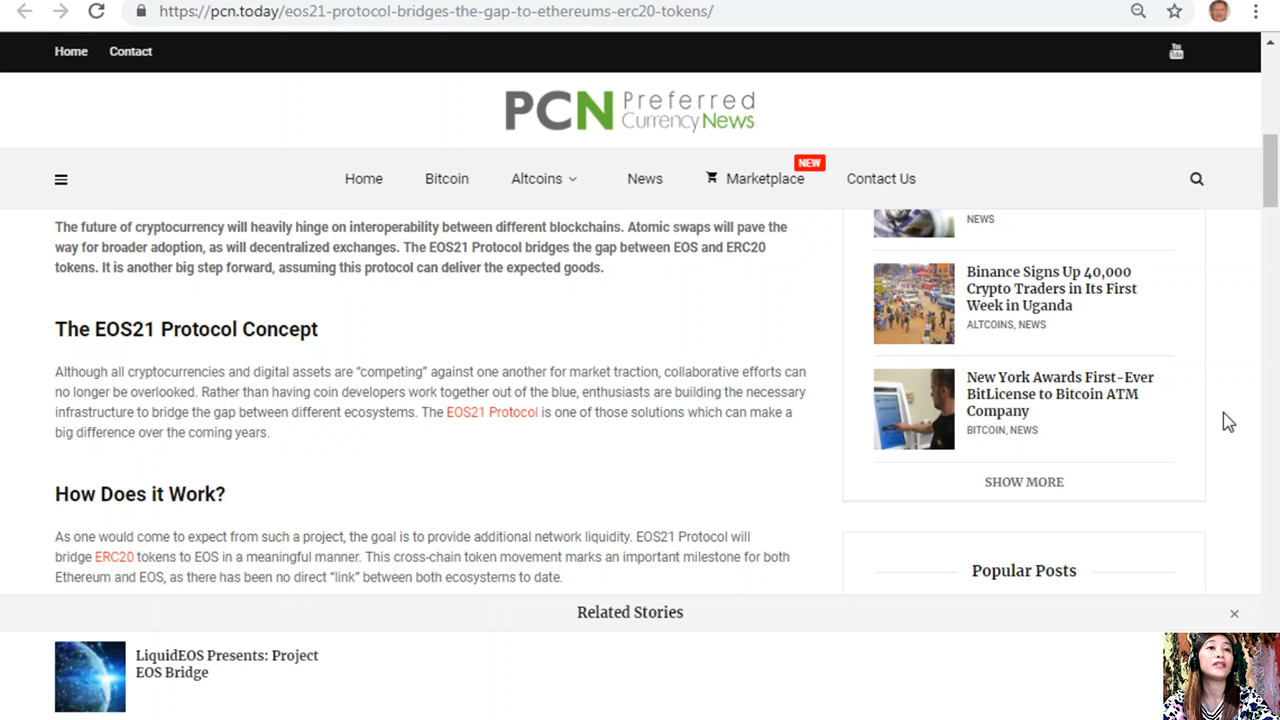 https://pcn.today/eos21-protocol-bridges-the-gap-to-ethereums-erc20-tokens/
Home Contact
You Tube
PCN Preferred Currency News
NEW
Home Bitcoin Altcoins News Marketplace Contact Us
The future of cryptocurrency will heavily hinge on interoperability between different blockchains. Atomic swaps will pave the
way for broader adoption, as will decentralized exchanges. The EOS21 Protocol bridges the gap between EOS and ERC20
tokens. It is another big step forward, assuming this protocol can deliver the expected goods.
The EOS21 Protocol Concept
Although all cryptocurrencies and digital assets are “competing” against one another for market traction, collaborative efforts can
no longer be overlooked. Rather than having coin developers work together out of the blue, enthusiasts are building the necessary
infrastructure to bridge the gap between different ecosystems. The EOS21 Protocol is one of those solutions which can make a
big difference over the coming years.
How Does it Work?
As one would come to expect from such a project, the goal is to provide additional network liquidity. EOS21 Protocol will
bridge ERC20 tokens to EOS in a meaningful manner. This cross-chain token movement marks an important milestone for both
Ethereum and EOS, as there has been no direct “link” between both ecosystems to date.
NEWS
Binance Signs Up 40,000
Crypto Traders in Its First
Week in Uganda
ALTCOINS, NEWS
New York Awards First-Ever
BitLicense to Bitcoin ATM
Company
BITCOIN, NEWS
SHOW MORE
Popular Posts
Related Stories
LiquidEOS Presents: Project
EOS Bridge